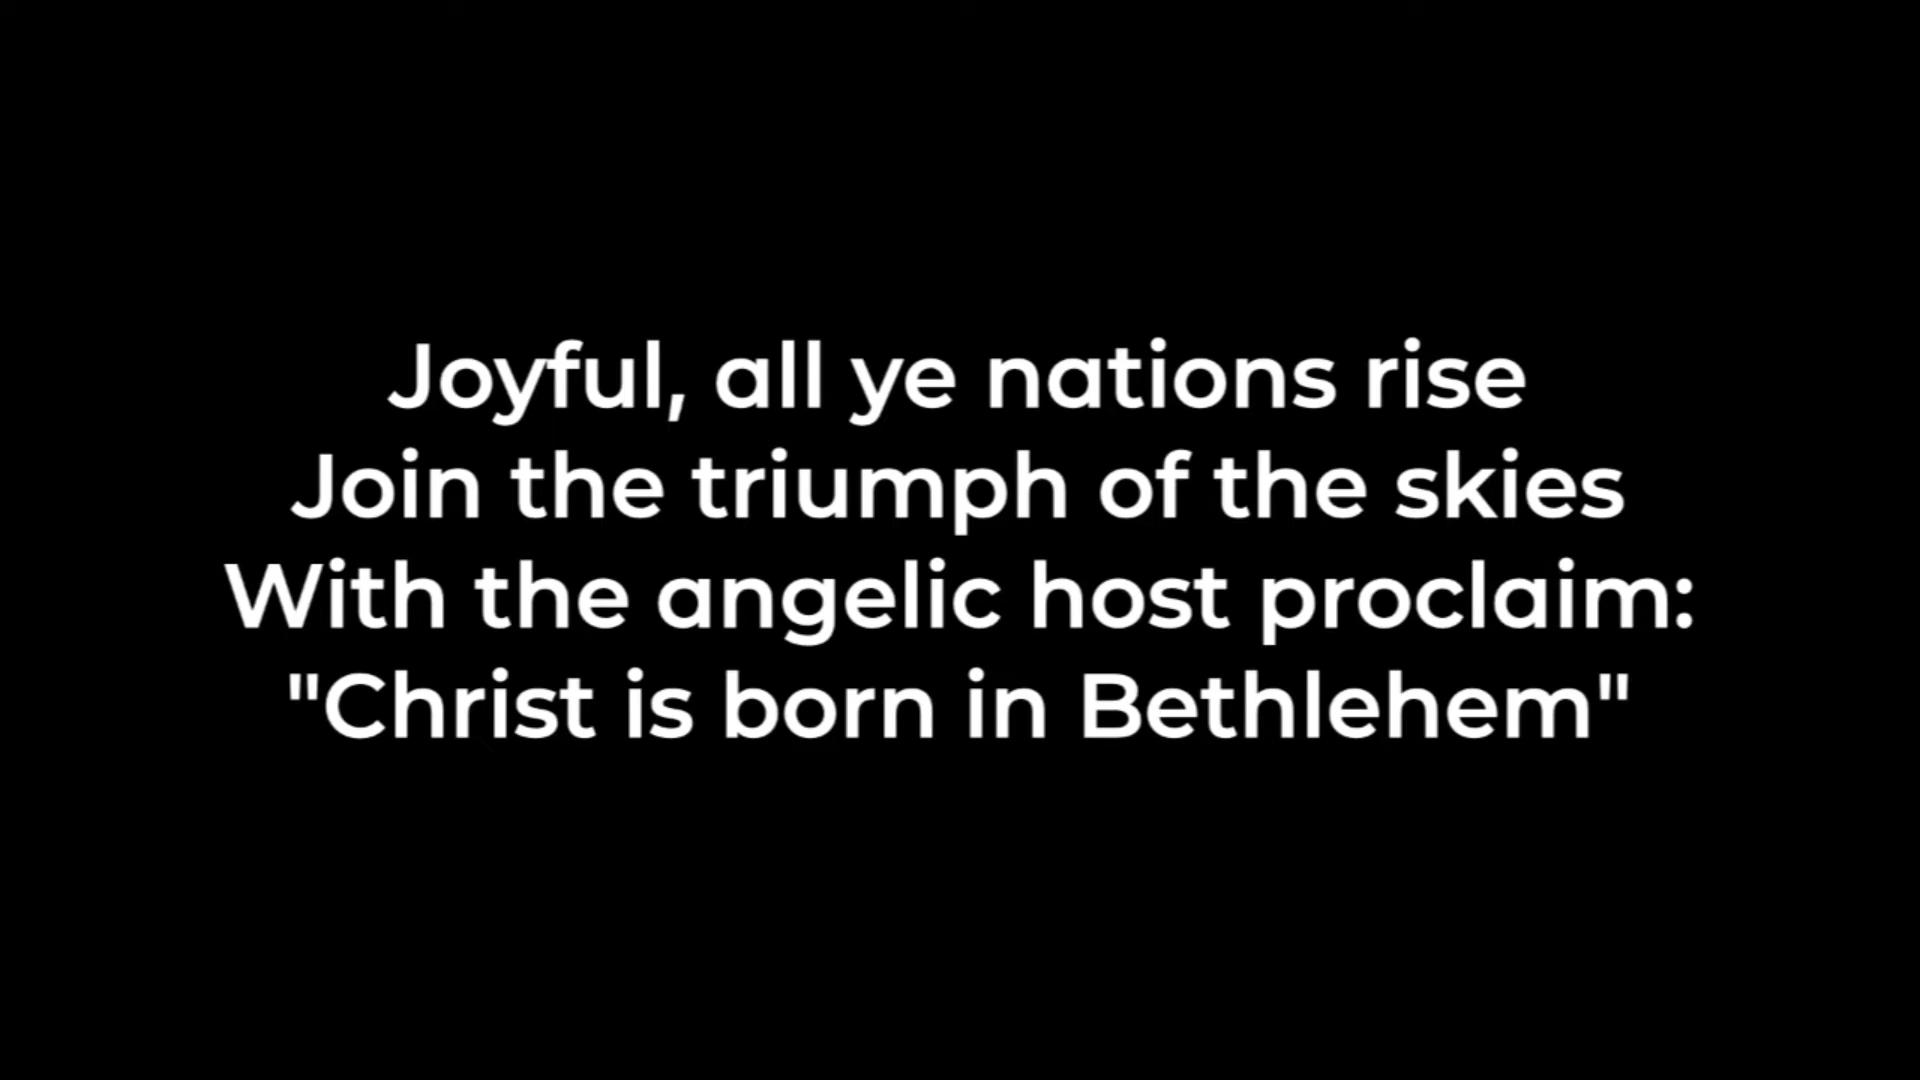 Joyful, all ye nations rise
Join the triumph of the skies
With the angelic host proclaim:
"Christ is born in Bethlehem"